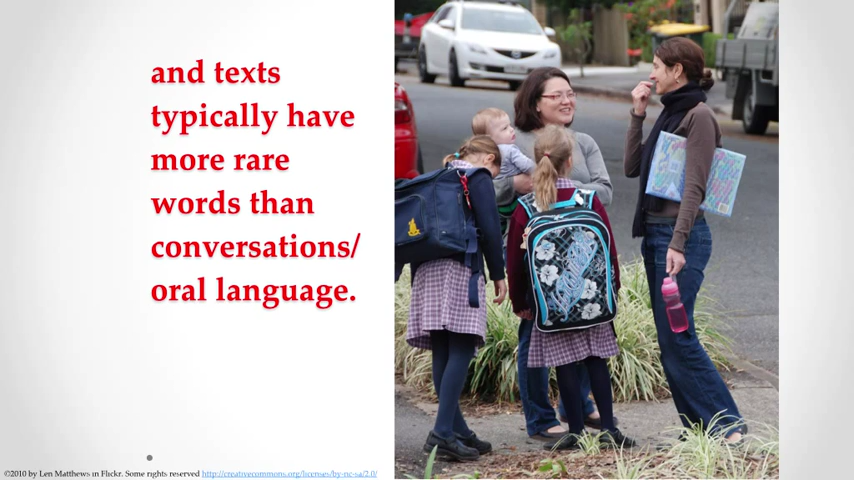 and texts
typically have
more rare
words than
conversations/
oral language.
©2010 by Len Matthews in Flickr. Some rights reserved http://creativecommons.org/licenses/by-nc-sa/2.0/